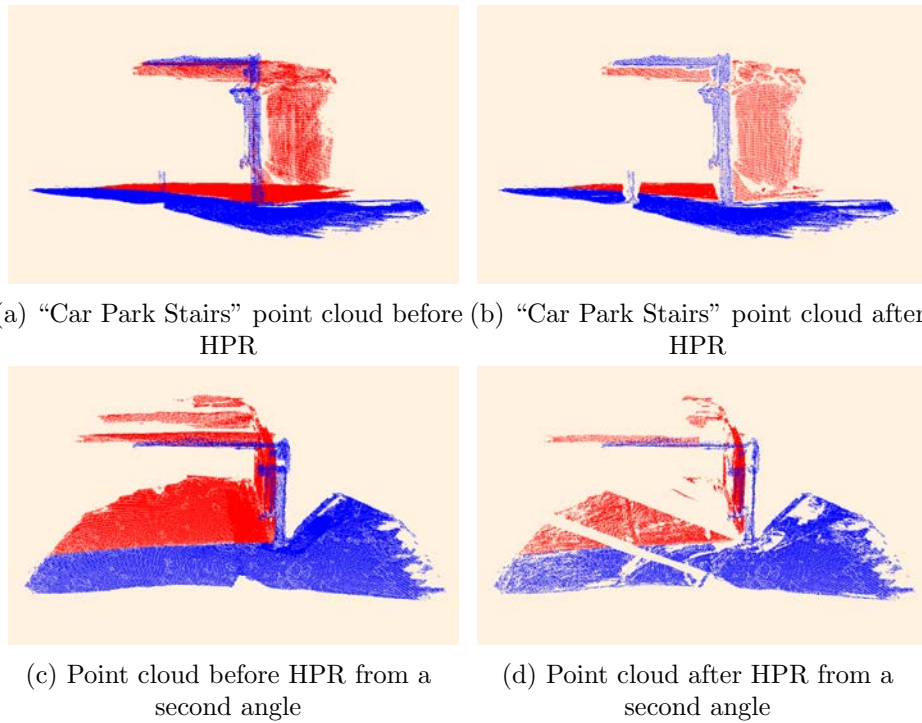 a) “Car Park Stairs” point cloud before
HPR
(b) “Car Park Stairs” point cloud after
HPR
(c) Point cloud before HPR from a
second angle
(d) Point cloud after HPR from a
second angle